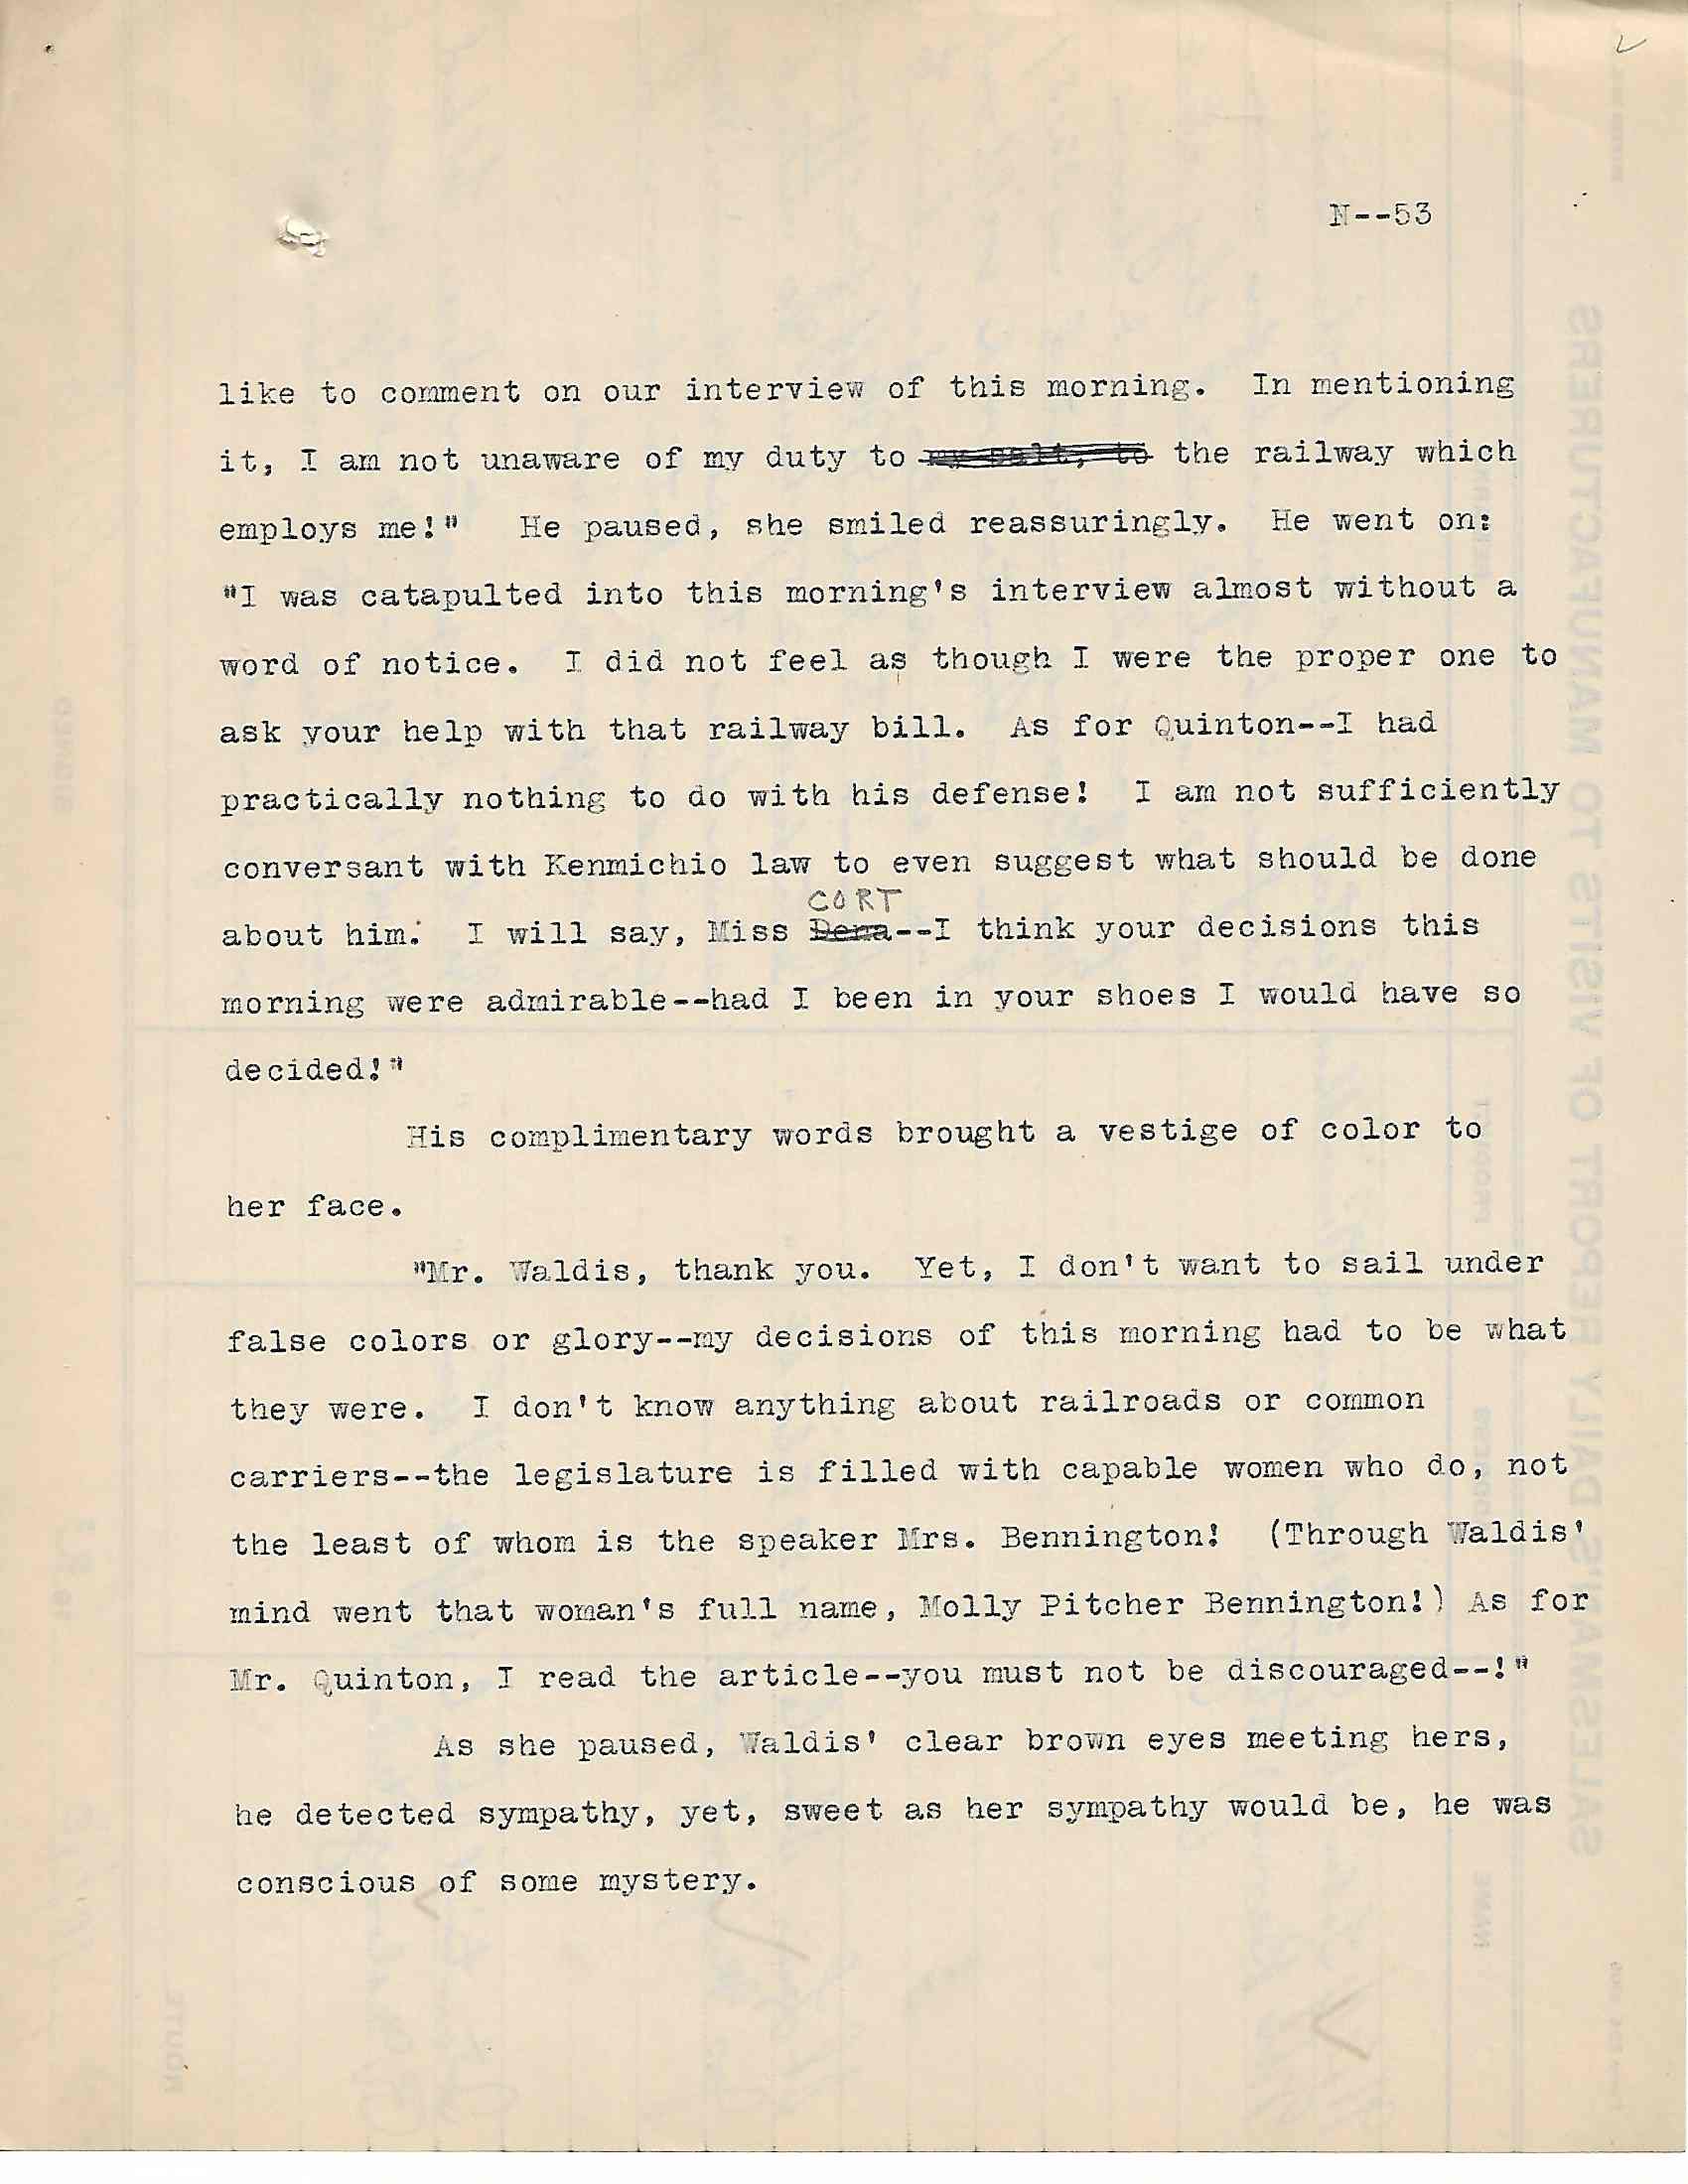 N--53
like to comment on our interview of this morning. In mentioning
it, I am not unaware of my duty to my salt, to the railway which
employs me!" He paused, she smiled reassuringly. He went on:
"I was catapulted into this morning's interview almost without a
word of notice. I did not feel as though I were the proper one to
ask your help with that railway bill. As for Quinton--I had
practically nothing to do with his defense! I am not sufficiently
conversant with Kenmichio law to even suggest what should be done
CORT
about him. I will say, Miss Dena--I think your decisions this
morning were admirable--had I been in your shoes I would have so
decided!"
His complimentary words brought a vestige of color to
her face.
"Mr. Waldis, thank you. Yet, I don't want to sail under
false colors or glory--my decisions of this morning had to be what
they were. I don't know anything about railroads or common
carriers--the legislature is filled with capable women who do, not
the least of whom is the speaker Mrs. Bennington! (Through Waldis'
mind went that woman's full name, Molly Pitcher Bennington!) As for
Mr. Quinton, I read the article--you must not be discouraged--!"
As she paused, Waldis' clear brown eyes meeting hers,
he detected sympathy, yet, sweet as her sympathy would be, he was
conscious of some mystery.
SALESMAN'S DAILY REPORT OF VISITS TO MANUFACTURERS
NAME
ADDRESS
PRODUCT
ROUTE
SIGNED